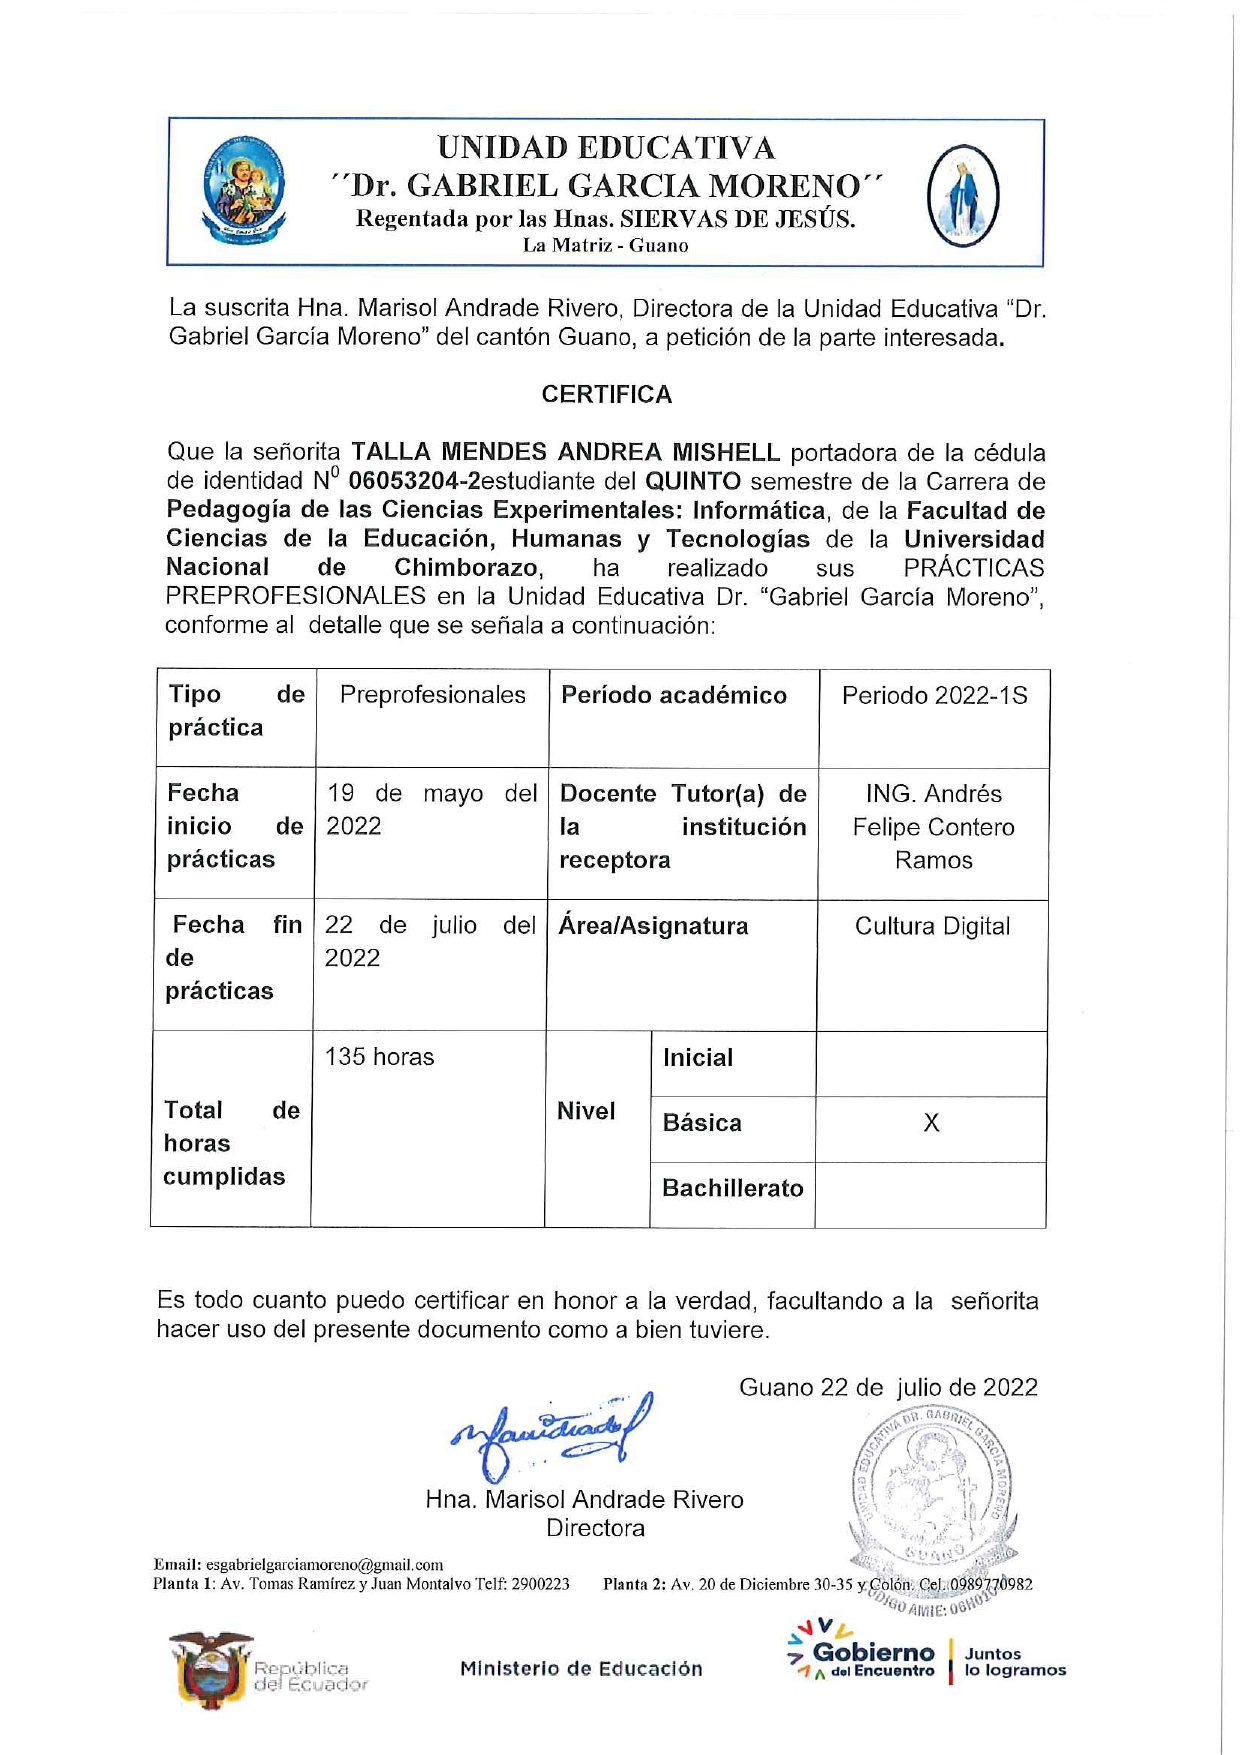 UNIDAD EDUCATIVA
´´Dr. GABRIEL GARCIA MORENO´´
Regentada por las Hnas. SIERVAS DE JESÚS.
La Matriz - Guano
La suscrita Hna. Marisol Andrade Rivero, Directora de la Unidad Educativa “Dr.
Gabriel García Moreno” del cantón Guano, a petición de la parte interesada.
CERTIFICA
Que la señorita TALLA MENDES ANDREA MISHELL portadora de la cédula
de identidad N⁰ 06053204-2estudiante del QUINTO semestre de la Carrera de
Pedagogía de las Ciencias Experimentales: Informática, de la Facultad de
Ciencias de la Educación, Humanas y Tecnologías de la Universidad
Nacional de Chimborazo, ha realizado sus PRÁCTICAS
PREPROFESIONALES en la Unidad Educativa Dr. “Gabriel García Moreno”,
conforme al detalle que se señala a continuación:
Tipo de práctica Preprofesionales Período académico Periodo 2022-1S
Fecha inicio de prácticas 19 de mayo del 2022 Docente Tutor(a) de la institución receptora ING. Andrés Felipe Contero Ramos
Fecha fin de prácticas 22 de julio del 2022 Área/Asignatura Cultura Digital
Total de horas cumplidas 135 horas Nivel Inicial
Básica X
Bachillerato
Es todo cuanto puedo certificar en honor a la verdad, facultando a la señorita
hacer uso del presente documento como a bien tuviere.
Guano 22 de julio de 2022
Hna. Marisol Andrade Rivero
Directora
UNIDAD EDUCATIVA DR. GABRIEL GARCIA MORENO
GUANO
Email: esgabrielgarciamoreno@gmail.com
Planta 1: Av. Tomas Ramírez y Juan Montalvo Telf: 2900223 Planta 2: Av. 20 de Diciembre 30-35 y Colón. Cel. 0989770982
República
del Ecuador
Ministerio de Educación
Gobierno
del Encuentro
Juntos
lo logramos